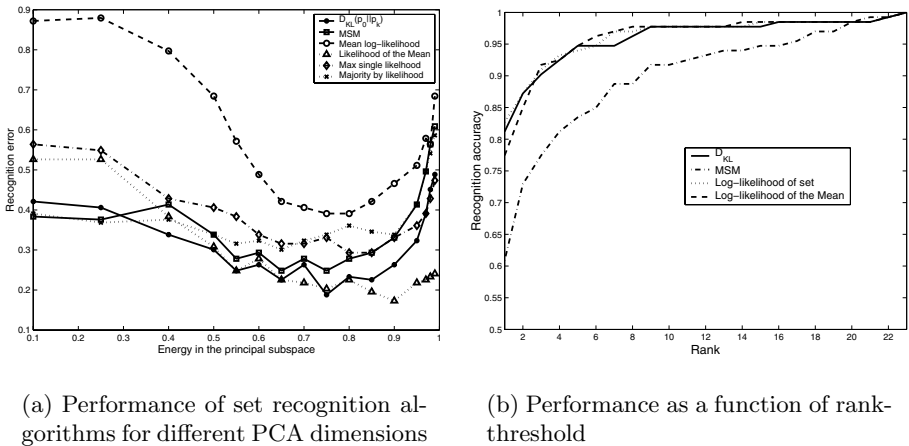 0.9
0.8
0.7
0.6
0.5
0.4
0.3
0.2
0.1
Recognition error
D_KL(p_0||p_k)
MSM
Mean log-likelihood
Likelihood of the Mean
Max single likelhood
Majority by likelihood
0.1 0.2 0.3 0.4 0.5 0.6 0.7 0.8 0.9 1
Energy in the principal subspace
1
0.95
0.9
0.85
0.8
0.75
0.7
0.65
0.6
0.55
0.5
Recognition accuracy
D_KL
MSM
Log-likelihood of set
Log-likelihood of the Mean
2 4 6 8 10 12 14 16 18 20 22
Rank
(a) Performance of set recognition al-
gorithms for different PCA dimensions
(b) Performance as a function of rank-
threshold